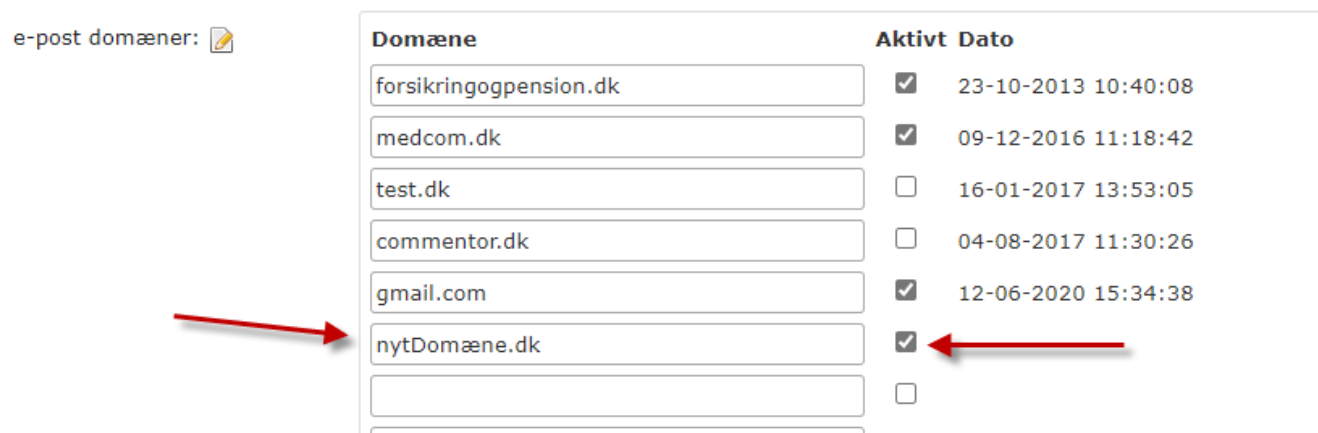 e-post domæner:
Domæne Aktivt Dato
forsikringogpension.dk 23-10-2013 10:40:08
medcom.dk 09-12-2016 11:18:42
test.dk 16-01-2017 13:53:05
commentor.dk 04-08-2017 11:30:26
gmail.com 12-06-2020 15:34:38
nytDomæne.dk